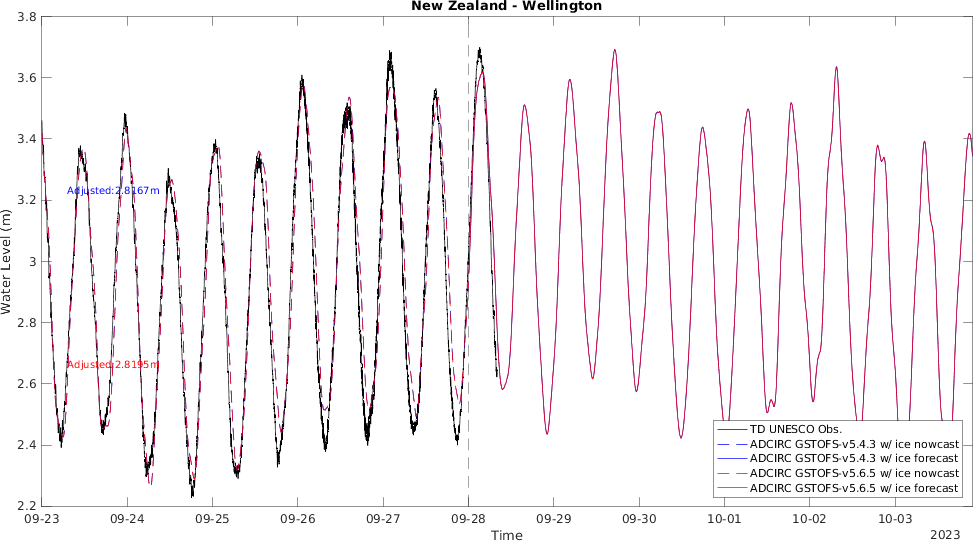 New Zealand - Wellington
3.8
3.6
3.4
3.2
3
2.8
2.6
2.4
2.2
Water Level (m)
Adjusted:2.8167m
Adjusted:2.8195m
TD UNESCO Obs.
ADCIRC GSTOFS-v5.4.3 w/ ice nowcast
ADCIRC GSTOFS-v5.4.3 w/ ice forecast
ADCIRC GSTOFS-v5.6.5 w/ ice nowcast
ADCIRC GSTOFS-v5.6.5 w/ ice forecast
09-23 09-24 09-25 09-26 09-27 09-28 09-29 09-30 10-01 10-02 10-03
Time
2023